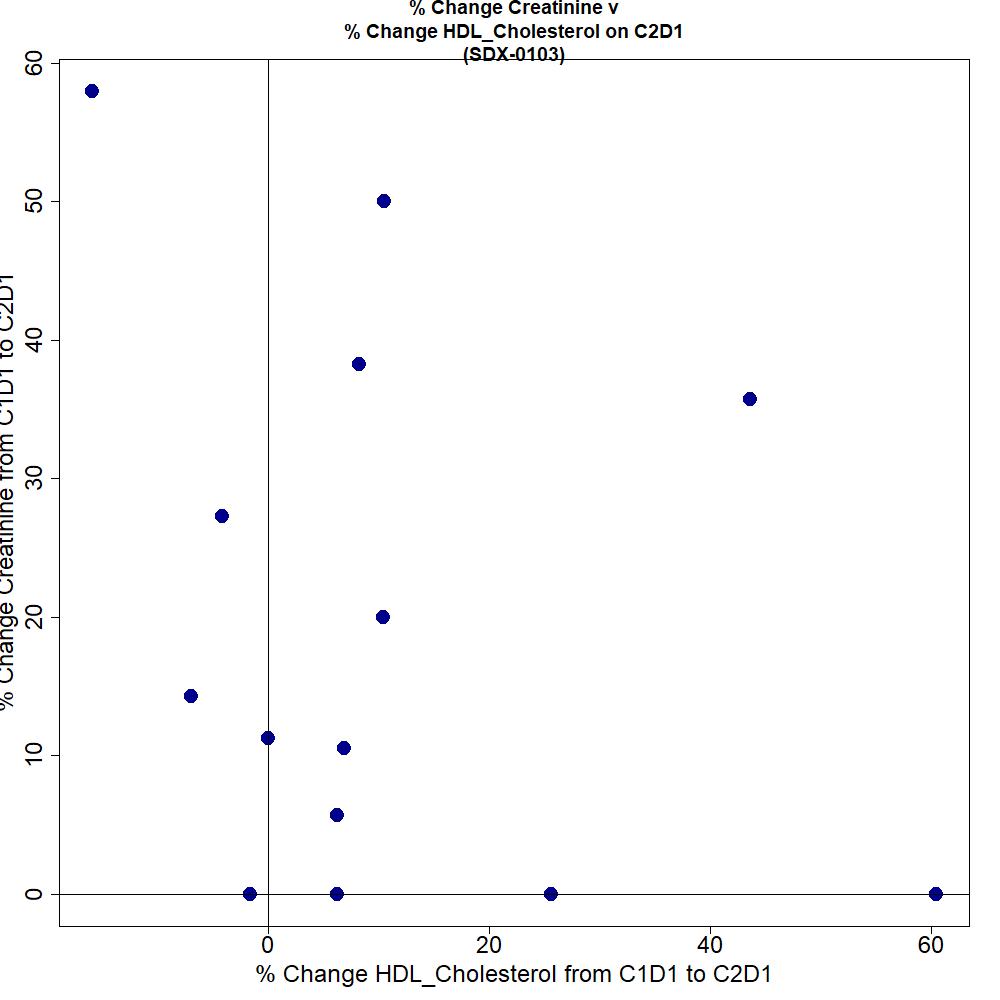 % Change Creatinine v
% Change HDL_Cholesterol on C2D1
(SDX-0103)
% Change Creatinine from C1D1 to C2D1
60
50
40
30
20
10
0
0 20 40 60
% Change HDL_Cholesterol from C1D1 to C2D1